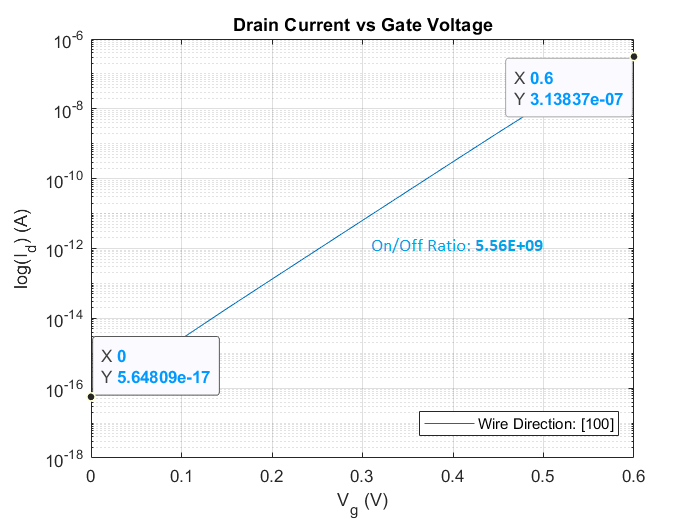 Drain Current vs Gate Voltage
10^-6
X 0.6
Y 3.13837e-07
10^-8
10^-10
log(I_d) (A)
10^-12
On/Off Ratio: 5.56E+09
10^-14
X 0
Y 5.64809e-17
10^-16
Wire Direction: [100]
10^-18
0 0.1 0.2 0.3 0.4 0.5 0.6
V_g (V)